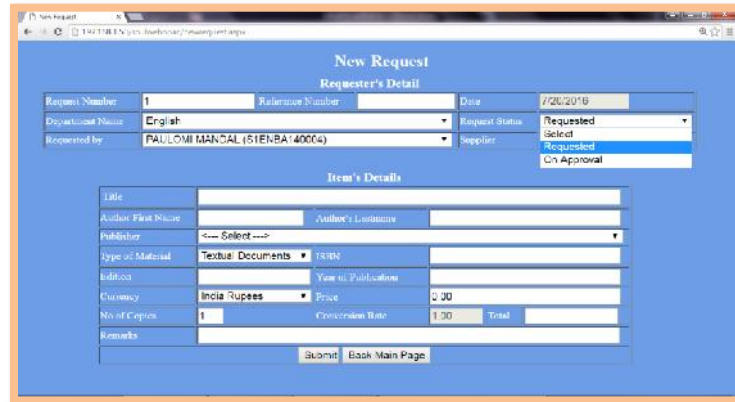 New Request
New Request
Requester's Detail
Request Number 1 Reference Number Date 7/20/2016
Department Name English Request Status Requested
Requested by PAULOMI MANDAL (S1ENBA140004) Supplier
Select
Requested
On Approval
Item's Details
Title
Author First Name Author's Lastname
Publisher <--- Select --->
Type of Material Textual Documents ISBN
Edition Year of Publication
Currency India Rupees Price 0.00
No of Copies 1 Conversion Rate 1.00 Total
Remarks
Submit Back Main Page